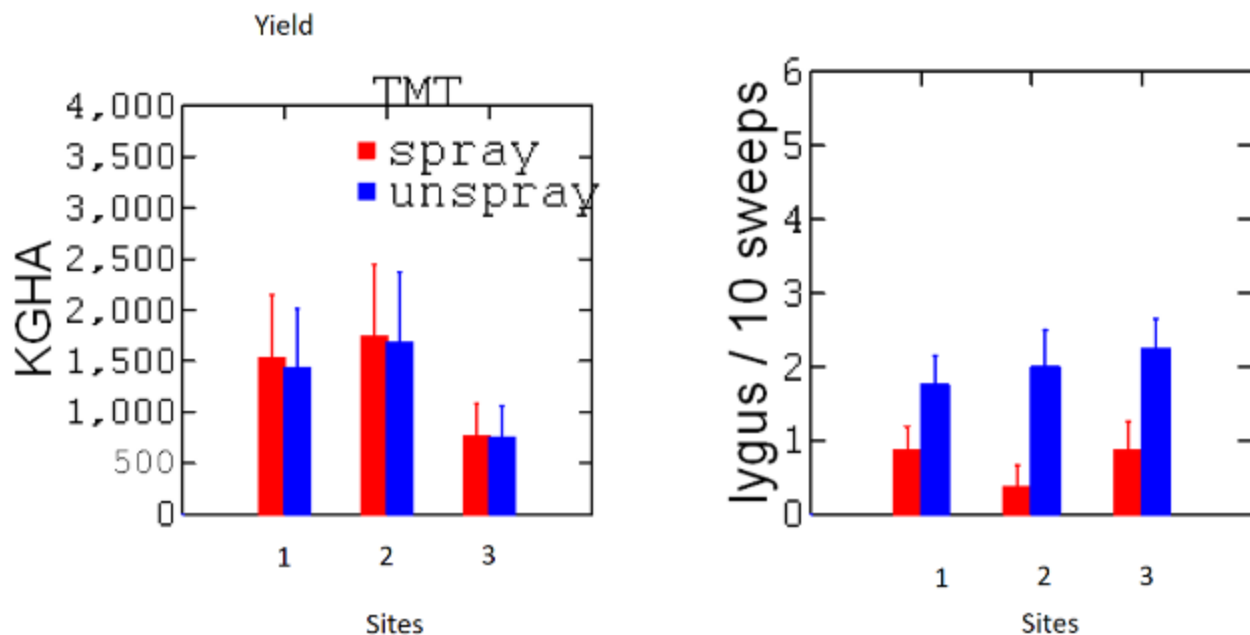 Yield
TMT
spray
unspray
4,000
3,500
3,000
2,500
2,000
1,500
1,000
500
0
KGHA
1 2 3
Sites
6
5
4
3
2
1
0
lygus / 10 sweeps
1 2 3
Sites